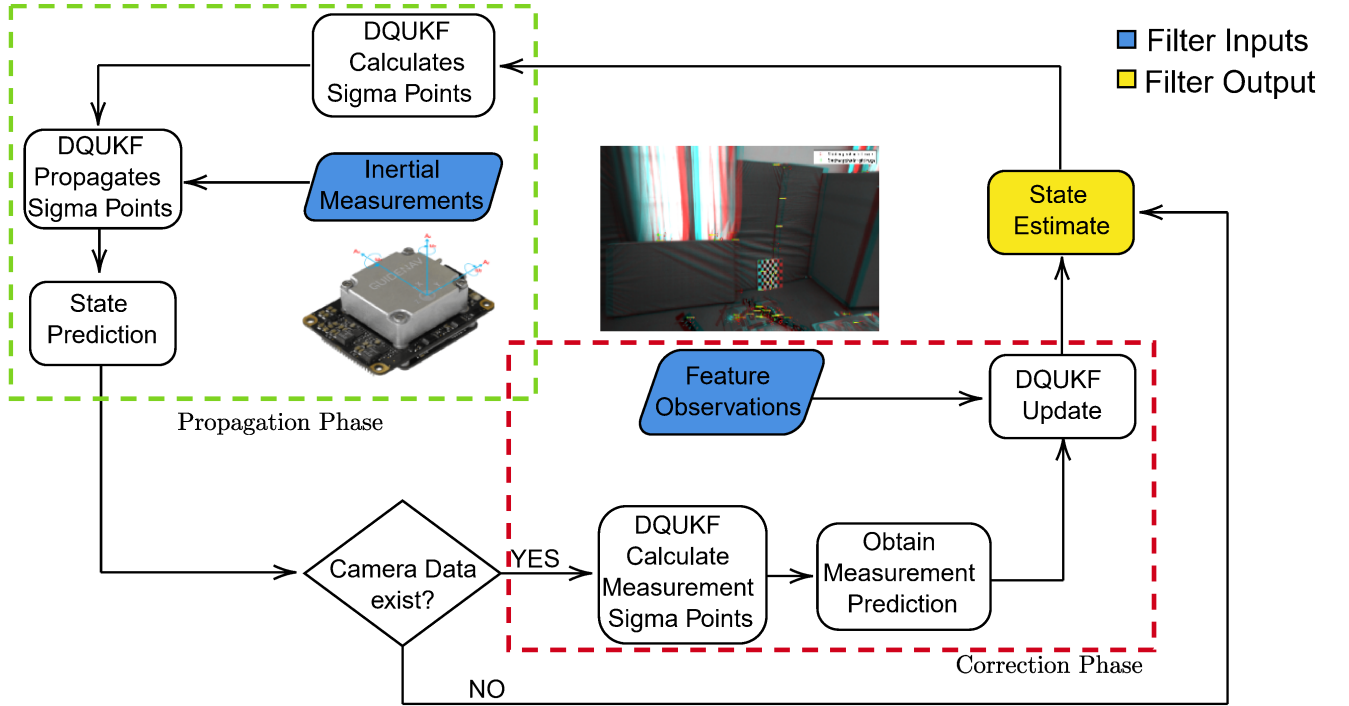 DQUKF
Calculates
Sigma Points
Filter Inputs
Filter Output
DQUKF
Propagates
Sigma Points
Inertial
Measurements
State
Estimate
GUIDENAV
State
Prediction
Feature
Observations
DQUKF
Update
Propagation Phase
DQUKF
Calculate
Measurement
Sigma Points
Obtain
Measurement
Prediction
Camera Data
exist?
YES
Correction Phase
NO